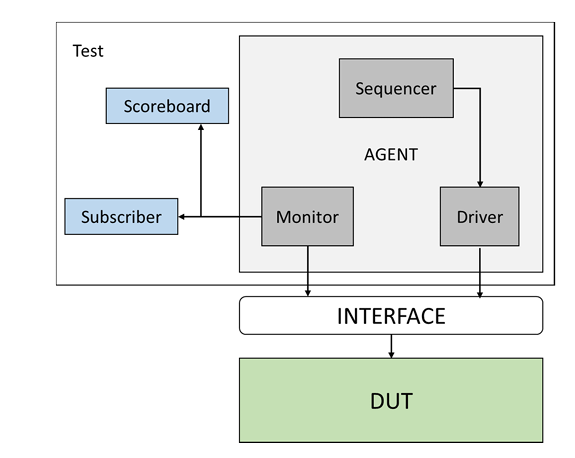 Test
Sequencer
Scoreboard
AGENT
Subscriber
Monitor
Driver
INTERFACE
DUT